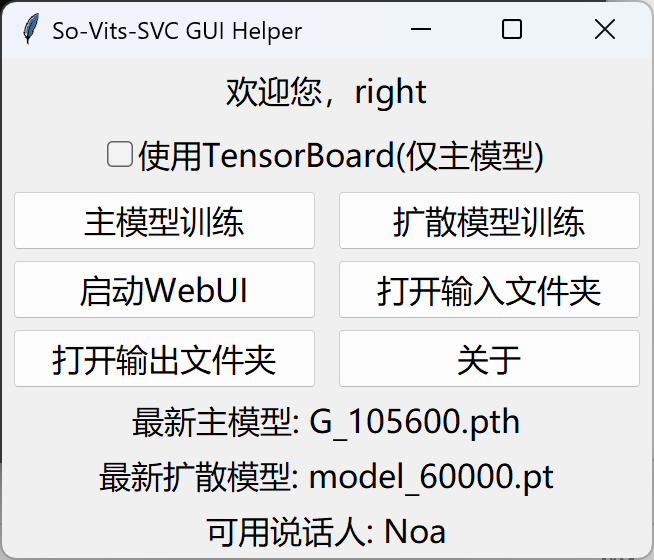 So-Vits-SVC GUI Helper
欢迎您，right
使用TensorBoard(仅主模型)
主模型训练 扩散模型训练
启动WebUI 打开输入文件夹
打开输出文件夹 关于
最新主模型: G_105600.pth
最新扩散模型: model_60000.pt
可用说话人: Noa